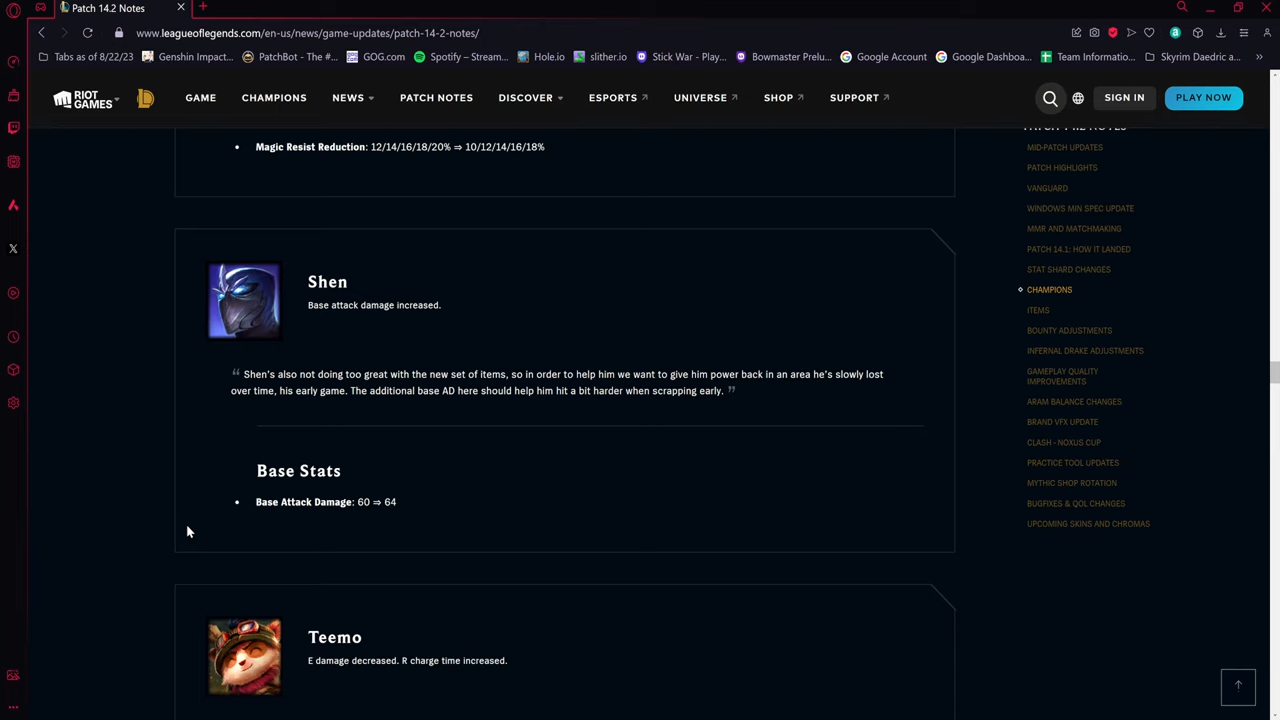 Patch 14.2 Notes
www.leagueoflegends.com/en-us/news/game-updates/patch-14-2-notes/
Tabs as of 8/22/23
Genshin Impact...
PatchBot - The #...
GOG.com
Spotify – Stream...
Hole.io
slither.io
Stick War - Play...
Bowmaster Prelu...
Google Account
Google Dashboa...
Team Informatio...
Skyrim Daedric a...
RIOT GAMES
GAME
CHAMPIONS
NEWS
PATCH NOTES
DISCOVER
ESPORTS
UNIVERSE
SHOP
SUPPORT
SIGN IN
PLAY NOW
Magic Resist Reduction: 12/14/16/18/20% ⇒ 10/12/14/16/18%
Shen
Base attack damage increased.
“ Shen's also not doing too great with the new set of items, so in order to help him we want to give him power back in an area he's slowly lost
over time, his early game. The additional base AD here should help him hit a bit harder when scrapping early. ”
Base Stats
Base Attack Damage: 60 ⇒ 64
Teemo
E damage decreased. R charge time increased.
PATCH 14.2 NOTES
MID-PATCH UPDATES
PATCH HIGHLIGHTS
VANGUARD
WINDOWS MIN SPEC UPDATE
MMR AND MATCHMAKING
PATCH 14.1: HOW IT LANDED
STAT SHARD CHANGES
CHAMPIONS
ITEMS
BOUNTY ADJUSTMENTS
INFERNAL DRAKE ADJUSTMENTS
GAMEPLAY QUALITY
IMPROVEMENTS
ARAM BALANCE CHANGES
BRAND VFX UPDATE
CLASH - NOXUS CUP
PRACTICE TOOL UPDATES
MYTHIC SHOP ROTATION
BUGFIXES & QOL CHANGES
UPCOMING SKINS AND CHROMAS